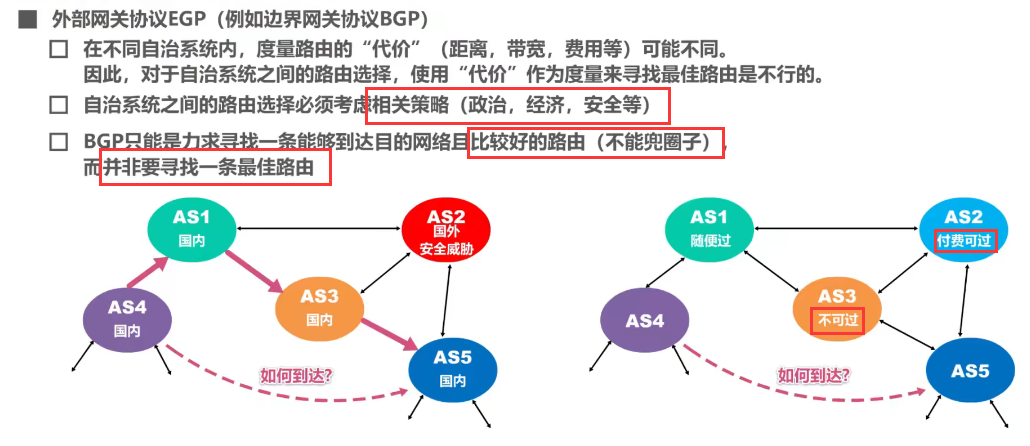 外部网关协议EGP（例如边界网关协议BGP）
在不同自治系统内，度量路由的“代价”（距离，带宽，费用等）可能不同。
因此，对于自治系统之间的路由选择，使用“代价”作为度量来寻找最佳路由是不行的。
自治系统之间的路由选择必须考虑相关策略（政治，经济，安全等）
BGP只能是力求寻找一条能够到达目的网络且比较好的路由（不能兜圈子），
而并非要寻找一条最佳路由
AS1
国内
AS2
国外
安全威胁
AS3
国内
AS4
国内
AS5
国内
如何到达?
AS1
随便过
AS2
付费可过
AS3
不可过
AS4
AS5
如何到达?